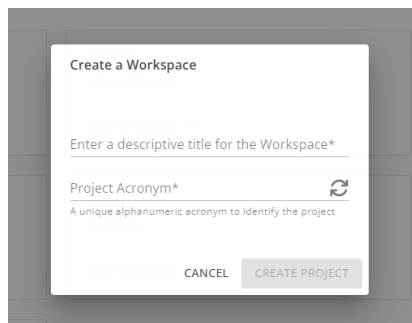 Create a Workspace
Enter a descriptive title for the Workspace*
Project Acronym*
A unique alphanumeric acronym to identify the project
CANCEL CREATE PROJECT